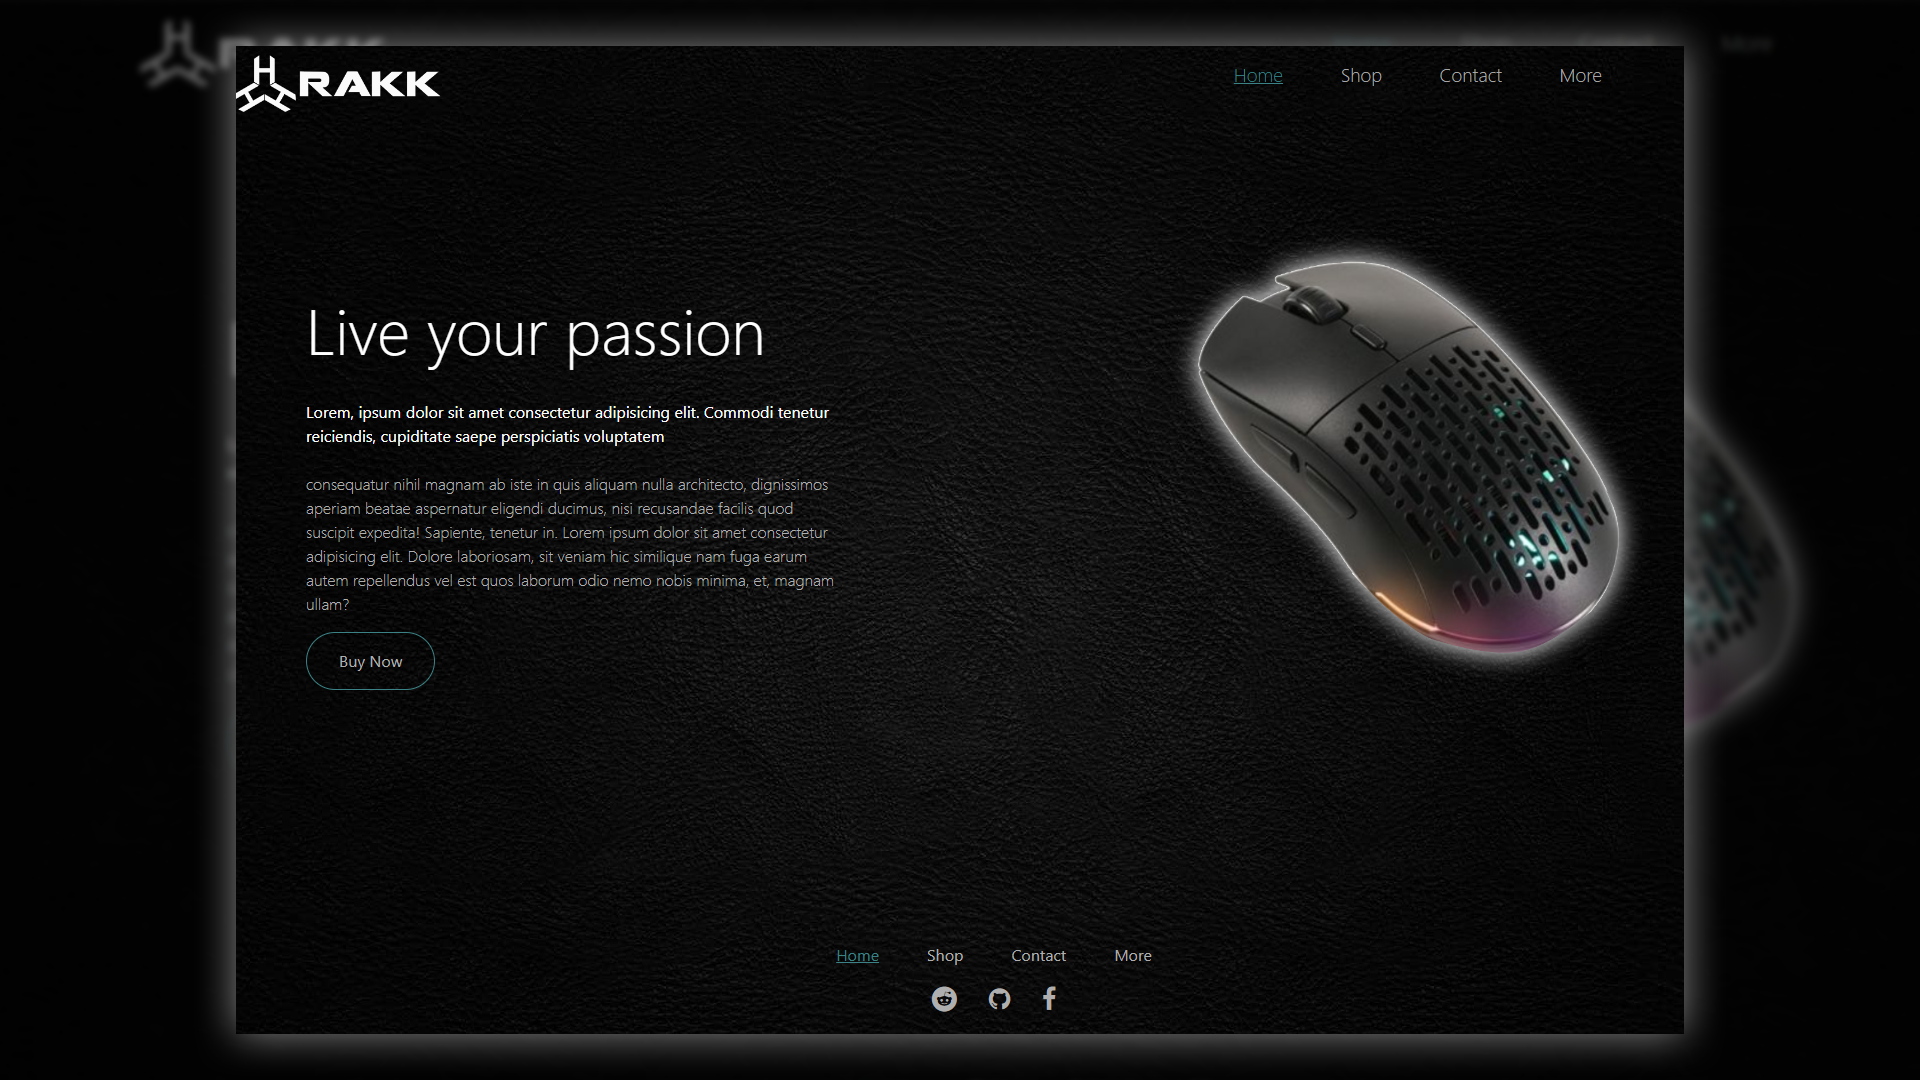 RAKK
Home Shop Contact More
Live your passion
Lorem, ipsum dolor sit amet consectetur adipisicing elit. Commodi tenetur
reiciendis, cupiditate saepe perspiciatis voluptatem
consequatur nihil magnam ab iste in quis aliquam nulla architecto, dignissimos
aperiam beatae aspernatur eligendi ducimus, nisi recusandae facilis quod
suscipit expedita! Sapiente, tenetur in. Lorem ipsum dolor sit amet consectetur
adipisicing elit. Dolore laboriosam, sit veniam hic similique nam fuga earum
autem repellendus vel est quos laborum odio nemo nobis minima, et, magnam
ullam?
Buy Now
Home Shop Contact More